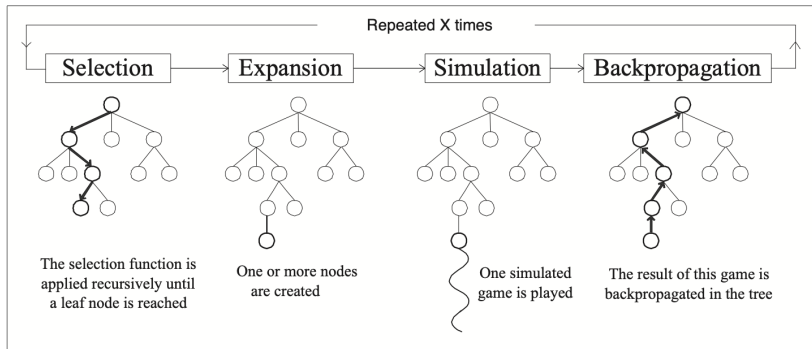 Repeated X times
Selection
Expansion
Simulation
Backpropagation
The selection function is
applied recursively until
a leaf node is reached
One or more nodes
are created
One simulated
game is played
The result of this game is
backpropagated in the tree